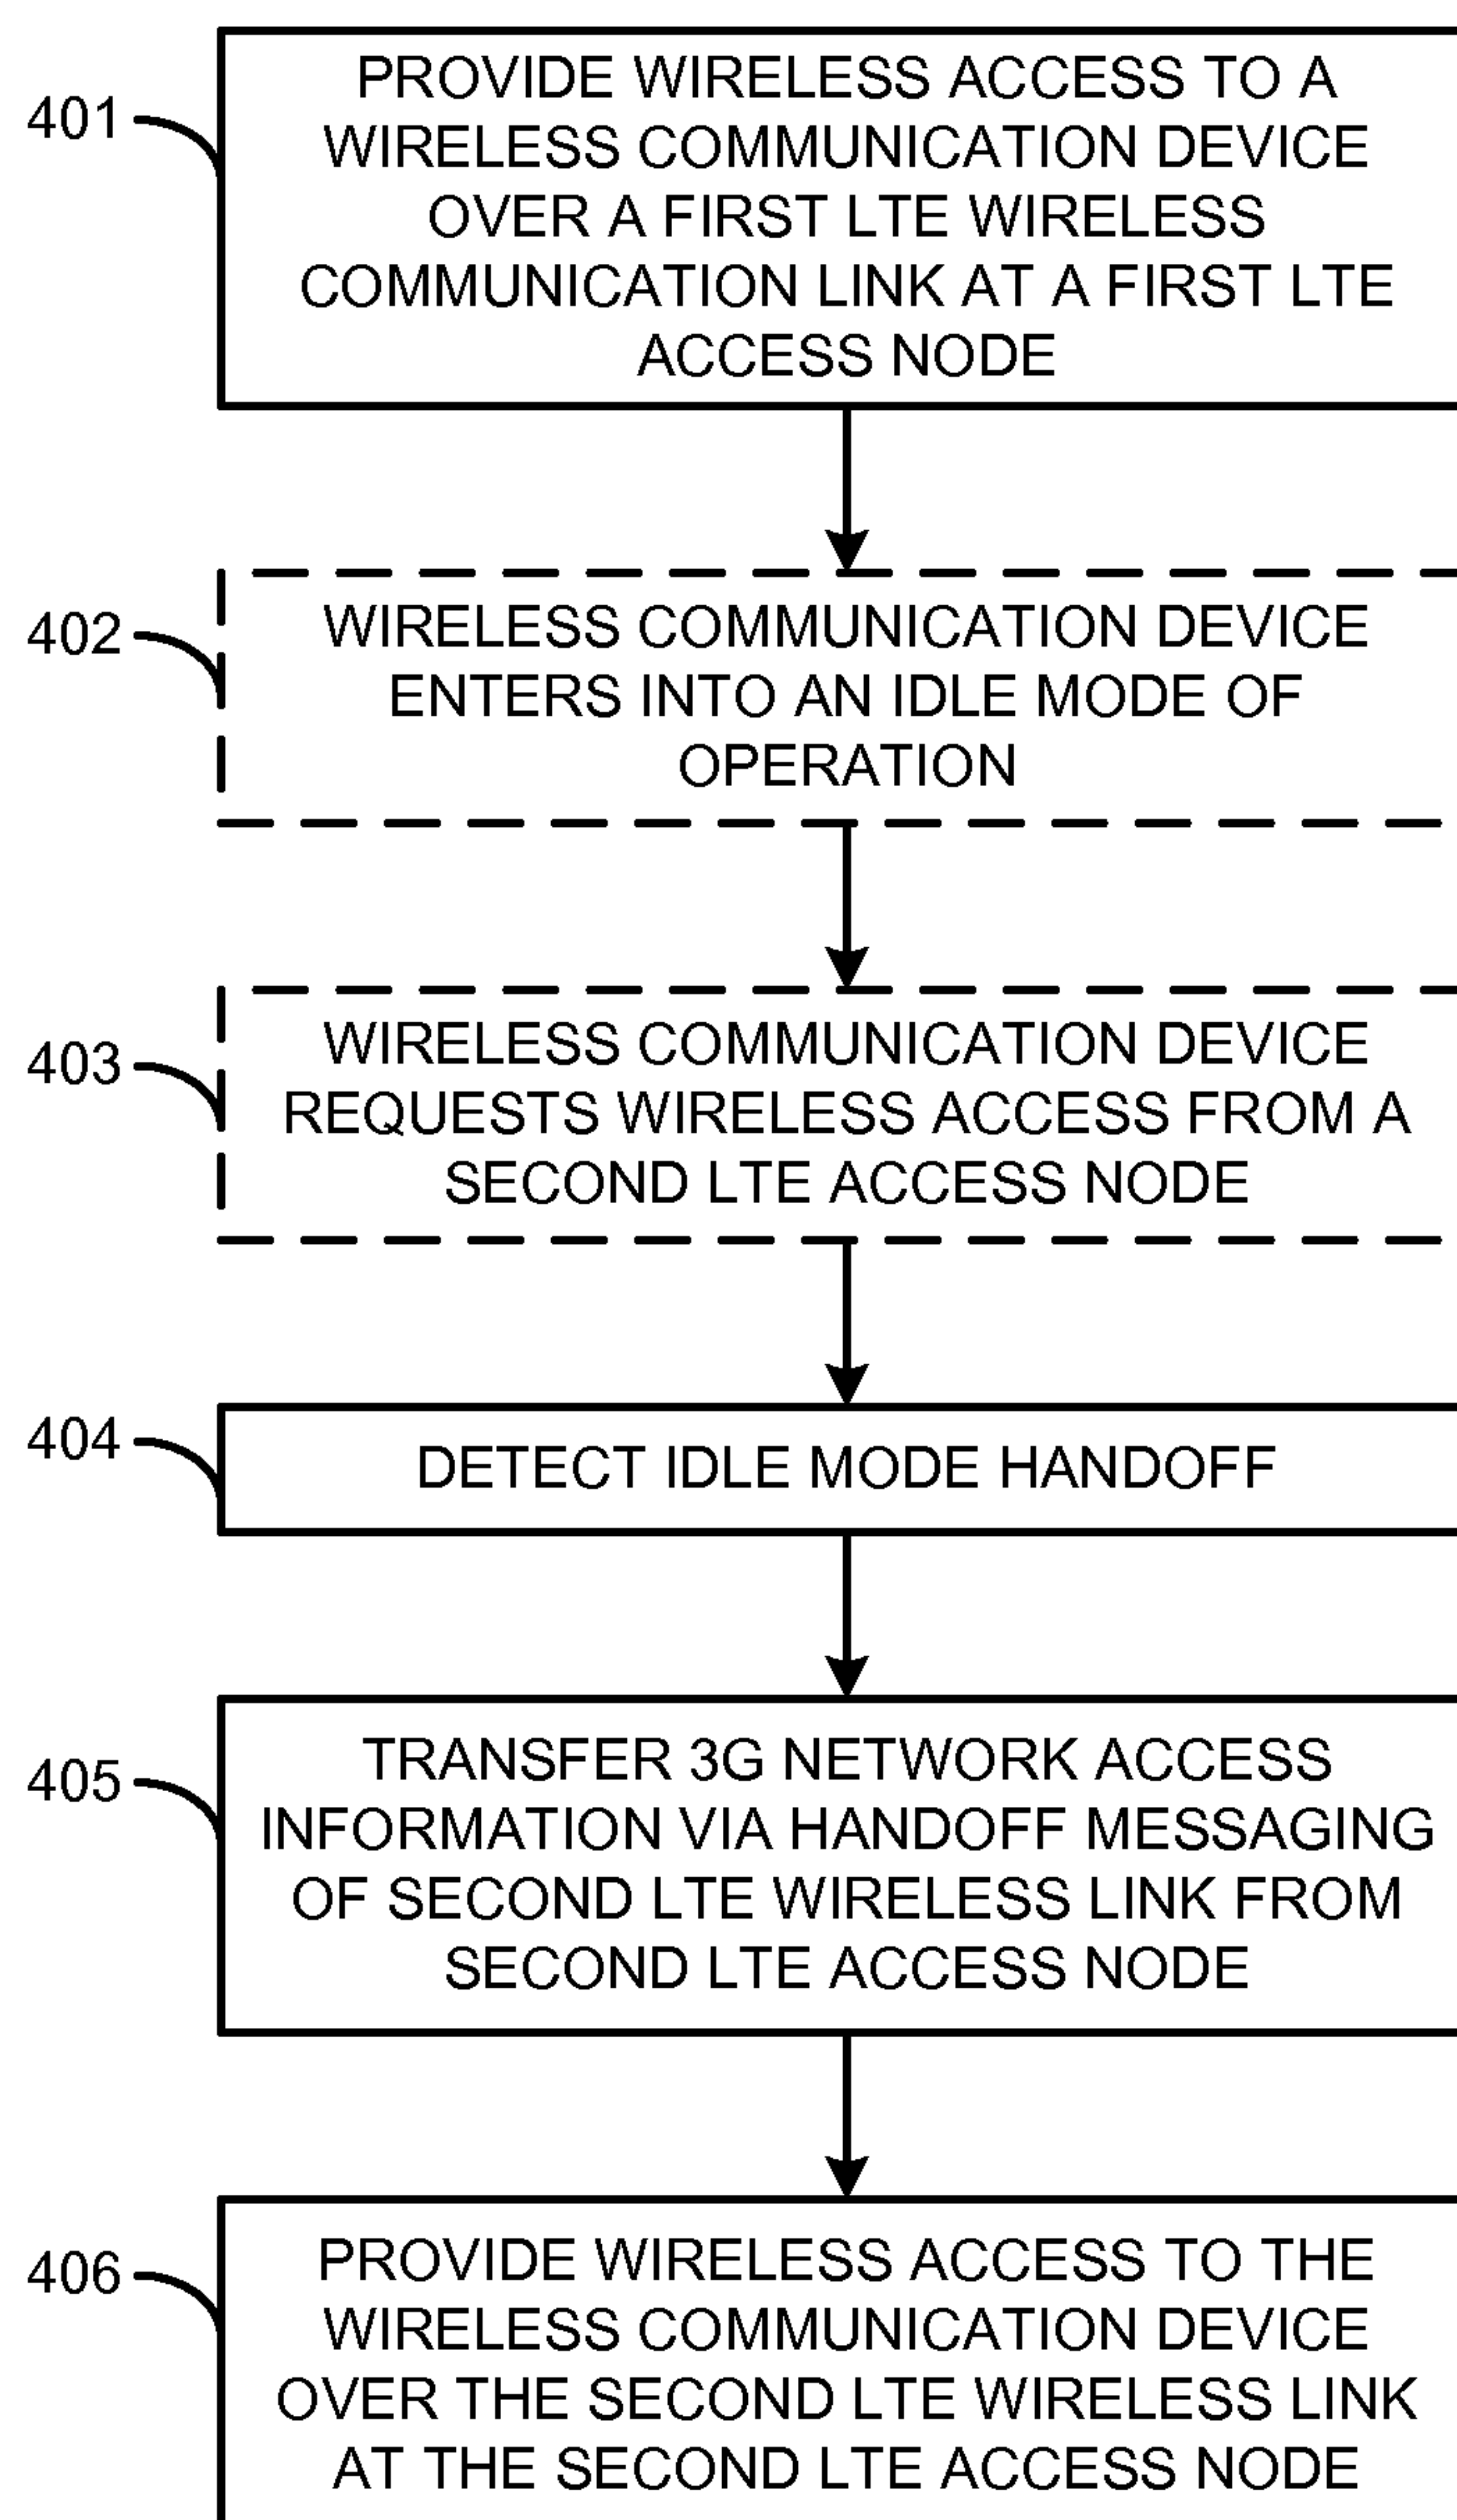 401
PROVIDE WIRELESS ACCESS TO A
WIRELESS COMMUNICATION DEVICE
OVER A FIRST LTE WIRELESS
COMMUNICATION LINK AT A FIRST LTE
ACCESS NODE
402
WIRELESS COMMUNICATION DEVICE
ENTERS INTO AN IDLE MODE OF
OPERATION
403
WIRELESS COMMUNICATION DEVICE
REQUESTS WIRELESS ACCESS FROM A
SECOND LTE ACCESS NODE
404
DETECT IDLE MODE HANDOFF
405
TRANSFER 3G NETWORK ACCESS
INFORMATION VIA HANDOFF MESSAGING
OF SECOND LTE WIRELESS LINK FROM
SECOND LTE ACCESS NODE
406
PROVIDE WIRELESS ACCESS TO THE
WIRELESS COMMUNICATION DEVICE
OVER THE SECOND LTE WIRELESS LINK
AT THE SECOND LTE ACCESS NODE